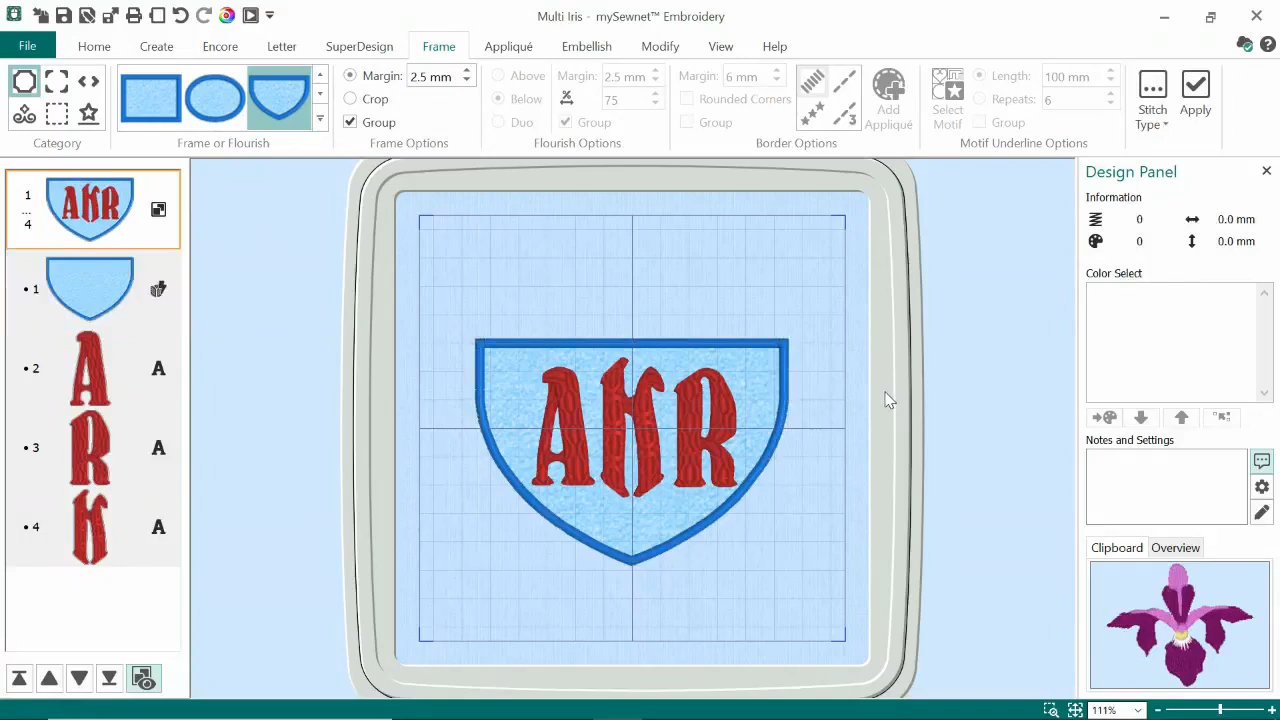 Multi Iris - mySewnet™ Embroidery
File Home Create Encore Letter SuperDesign Frame Appliqué Embellish Modify View Help
Margin: 2.5 mm
Crop
Group
Above
Below
Duo
Margin: 2.5 mm
75
Group
Margin: 6 mm
Rounded Corners
Group
3
Add
Appliqué
Select
Motif
Length: 100 mm
Repeats: 6
Group
Stitch
Type
Apply
Category Frame or Flourish Frame Options Flourish Options Border Options Motif Underline Options
1
...
4
AKR
1
2 A A
3 R A
4 K A
AKR
Design Panel
Information
0 0.0 mm
0 0.0 mm
Color Select
Notes and Settings
Clipboard Overview
111%